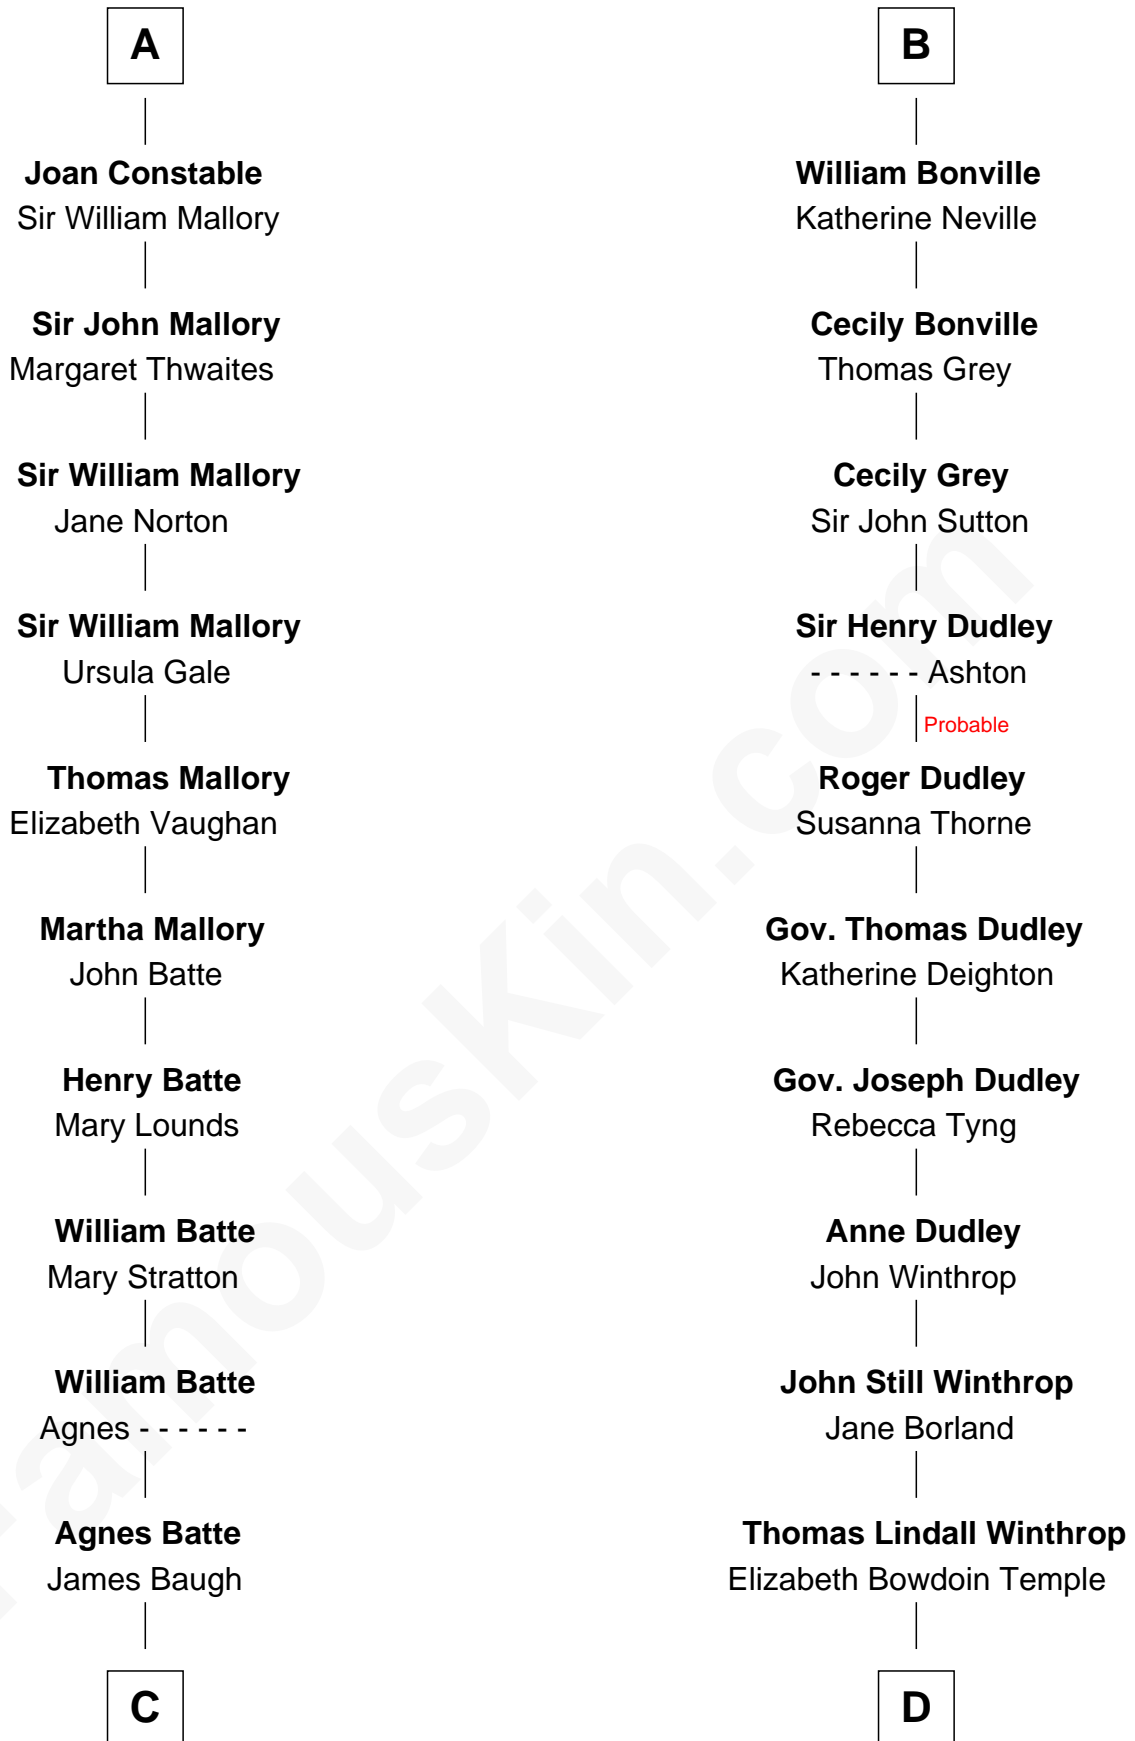 A
Joan Constable
Sir William Mallory
Sir John Mallory
Margaret Thwaites
Sir William Mallory
Jane Norton
Sir William Mallory
Ursula Gale
Thomas Mallory
Elizabeth Vaughan
Martha Mallory
John Batte
Henry Batte
Mary Lounds
William Batte
Mary Stratton
William Batte
Agnes - - - - - -
Agnes Batte
James Baugh
C
B
William Bonville
Katherine Neville
Cecily Bonville
Thomas Grey
Cecily Grey
Sir John Sutton
Sir Henry Dudley
- - - - - - Ashton
Probable
Roger Dudley
Susanna Thorne
Gov. Thomas Dudley
Katherine Deighton
Gov. Joseph Dudley
Rebecca Tyng
Anne Dudley
John Winthrop
John Still Winthrop
Jane Borland
Thomas Lindall Winthrop
Elizabeth Bowdoin Temple
D
FamousKin.com